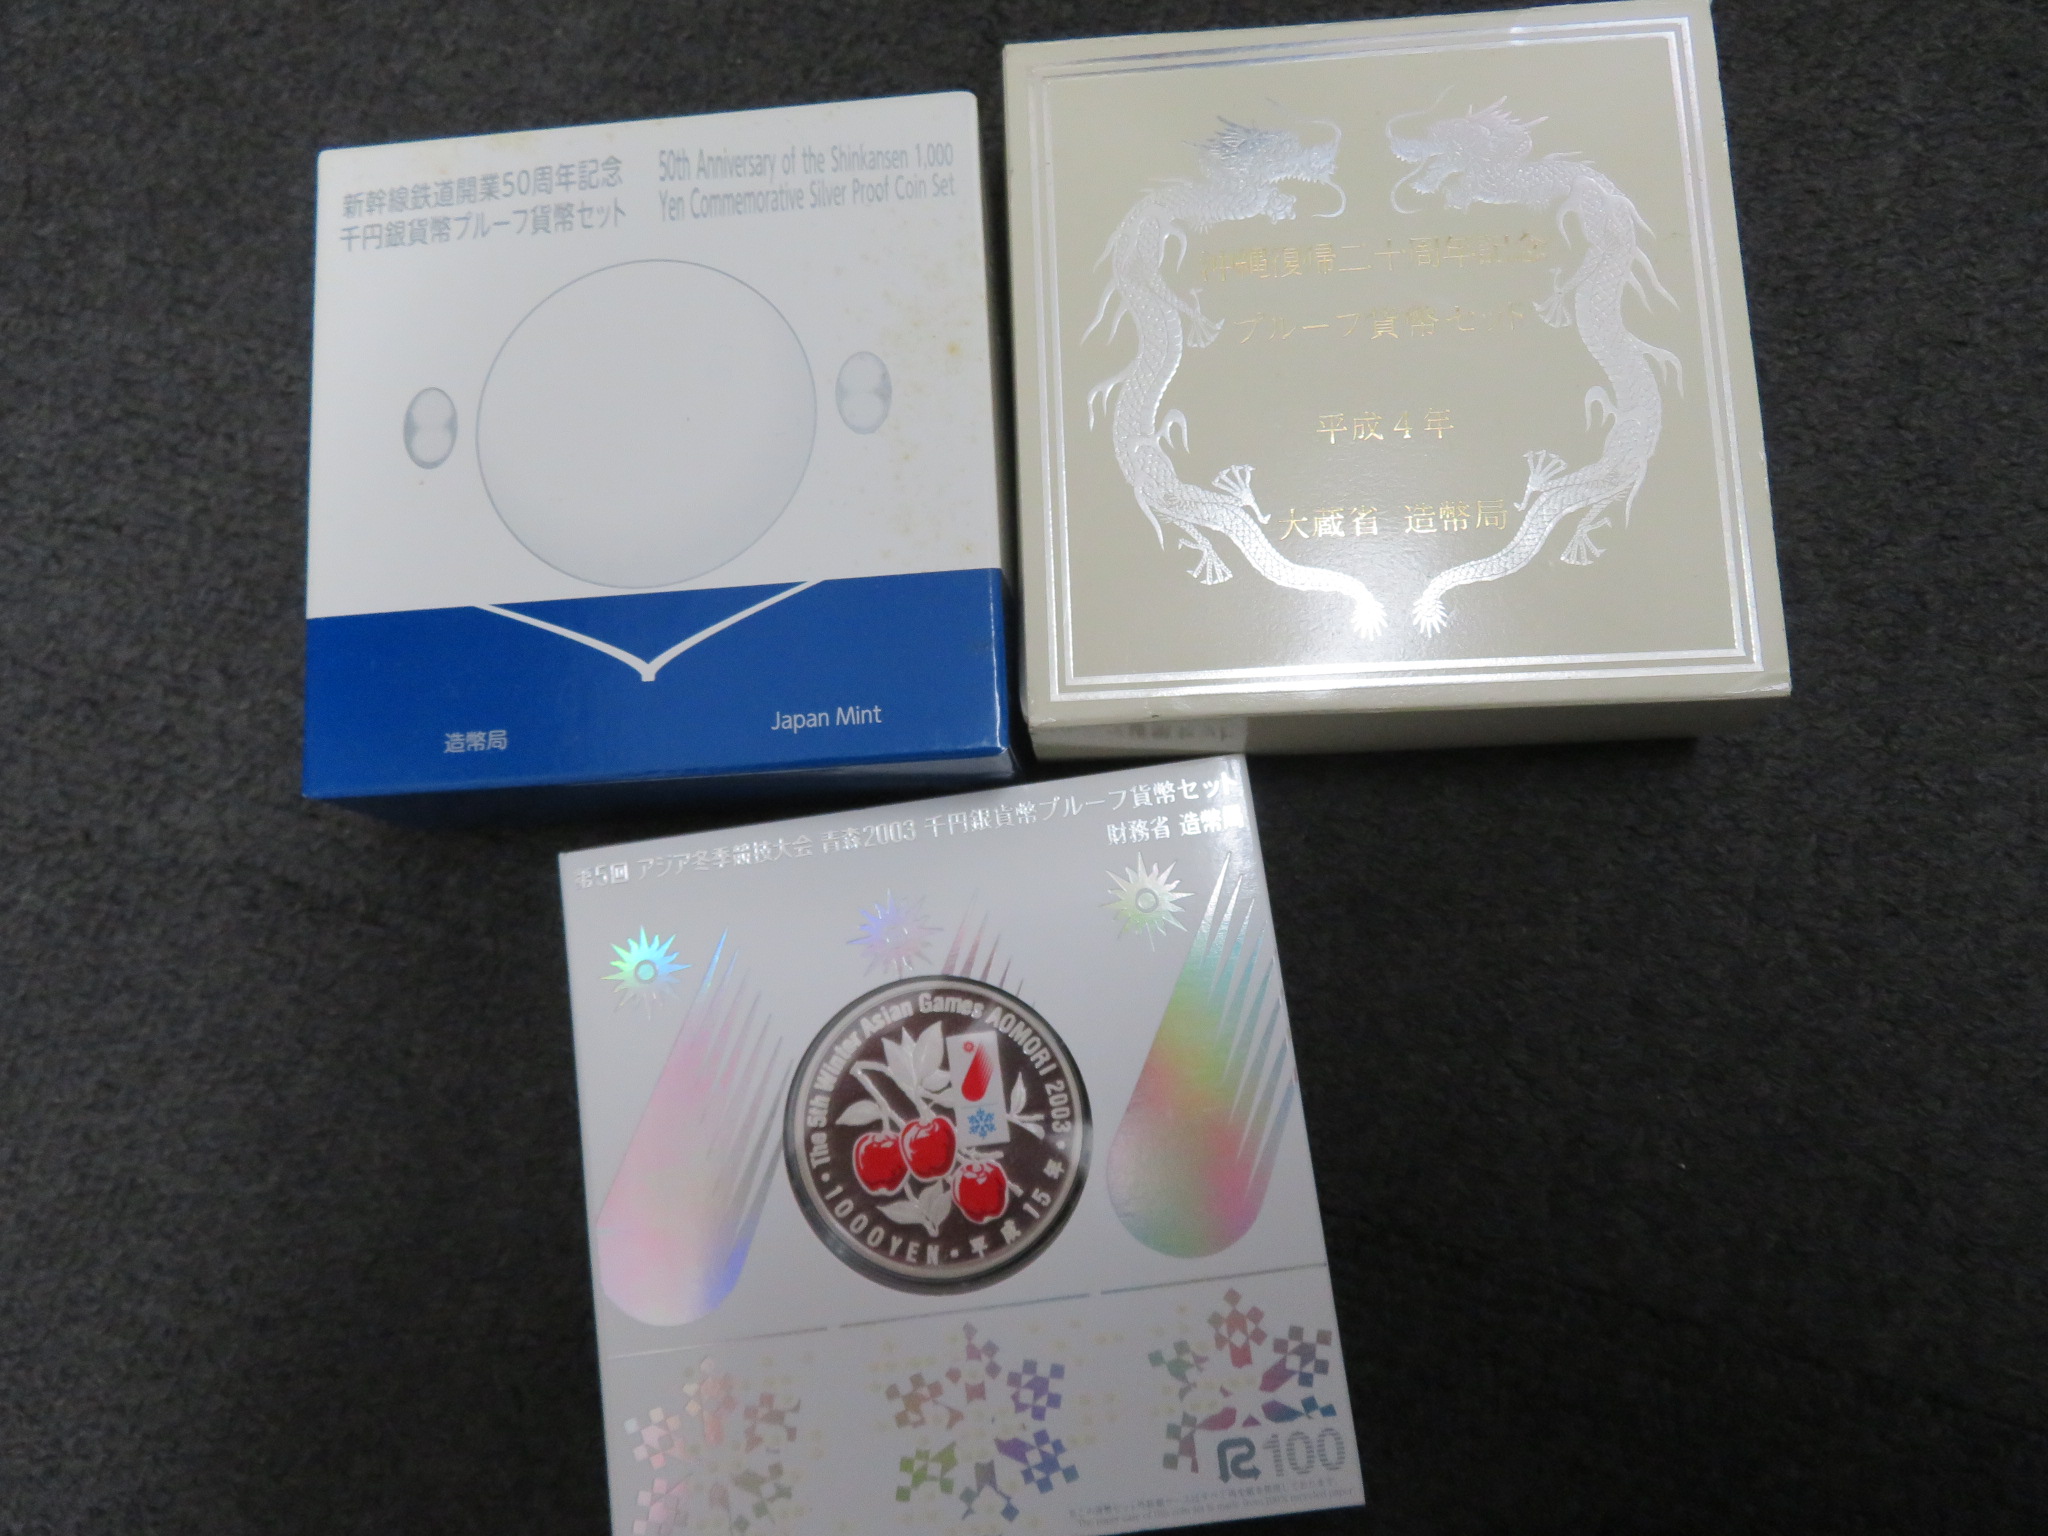 新幹線鉄道開業50周年記念
千円銀貨幣プルーフ貨幣セット
50th Anniversary of the Shinkansen 1,000
Yen Commemorative Silver Proof Coin Set
造幣局
Japan Mint
沖縄復帰二十周年記念
プルーフ貨幣セット
平成4年
大蔵省 造幣局
第5回 アジア冬季競技大会 青森2003 千円銀貨幣プルーフ貨幣セット
財務省 造幣局
The 5th Winter Asian Games AOMORI 2003
1000YEN・平成15年
R100